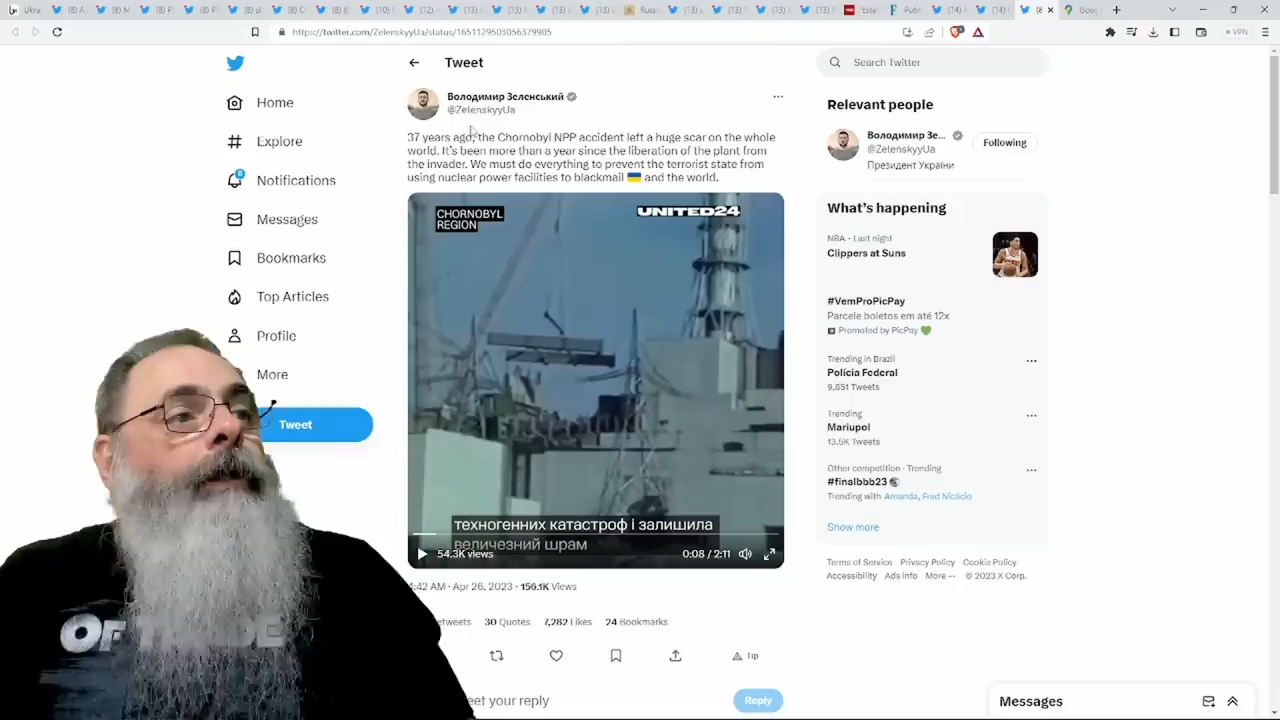 https://twitter.com/ZelenskyyUa/status/1651129503056379905
VPN
Home
Explore
8
Notifications
Messages
Bookmarks
Top Articles
Profile
More
Tweet
Tweet
Володимир Зеленський
@ZelenskyyUa
37 years ago, the Chornobyl NPP accident left a huge scar on the whole
world. It's been more than a year since the liberation of the plant from
the invader. We must do everything to prevent the terrorist state from
using nuclear power facilities to blackmail 🇺🇦 and the world.
CHORNOBYL
REGION
UNITED24
техногенних катастроф і залишила
величезний шрам
54.3K views
0:08 / 2:11
4:42 AM · Apr 26, 2023 · 156.1K Views
30 Quotes 7,282 Likes 24 Bookmarks
Tip
eet your reply
Reply
Search Twitter
Relevant people
Володимир Зе...
@ZelenskyyUa
Following
Президент України
What's happening
NBA · Last night
Clippers at Suns
#VemProPicPay
Parcele boletos em até 12x
Promoted by PicPay 💚
Trending in Brazil
Polícia Federal
9,851 Tweets
Trending
Mariupol
13.5K Tweets
Other competition · Trending
#finalbbb23
Trending with Amanda, Fred Nicácio
Show more
Terms of Service Privacy Policy Cookie Policy
Accessibility Ads info More ··· © 2023 X Corp.
Messages